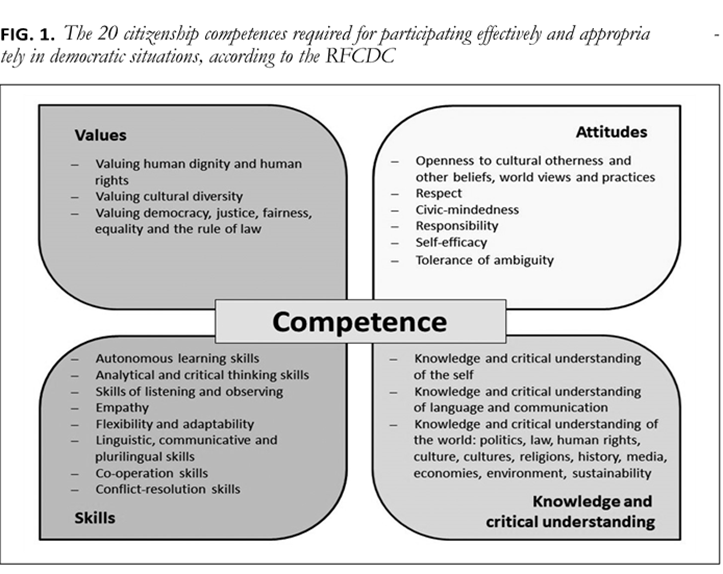 FIG. 1. The 20 citizenship competences required for participating effectively and appropria -
tely in democratic situations, according to the RFCDC
Values
– Valuing human dignity and human
rights
– Valuing cultural diversity
– Valuing democracy, justice, fairness,
equality and the rule of law
Attitudes
– Openness to cultural otherness and
other beliefs, world views and practices
– Respect
– Civic-mindedness
– Responsibility
– Self-efficacy
– Tolerance of ambiguity
Competence
– Autonomous learning skills
– Analytical and critical thinking skills
– Skills of listening and observing
– Empathy
– Flexibility and adaptability
– Linguistic, communicative and
plurilingual skills
– Co-operation skills
– Conflict-resolution skills
Skills
– Knowledge and critical understanding
of the self
– Knowledge and critical understanding
of language and communication
– Knowledge and critical understanding of
the world: politics, law, human rights,
culture, cultures, religions, history, media,
economies, environment, sustainability
Knowledge and
critical understanding